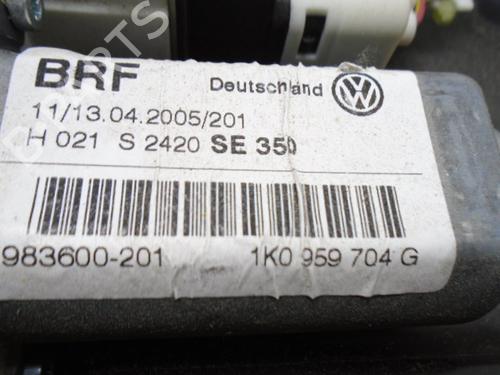 BRF Deutschland
11/13.04.2005/201
H 021 S 2420 SE 350
983600-201 1K0 959 704 G